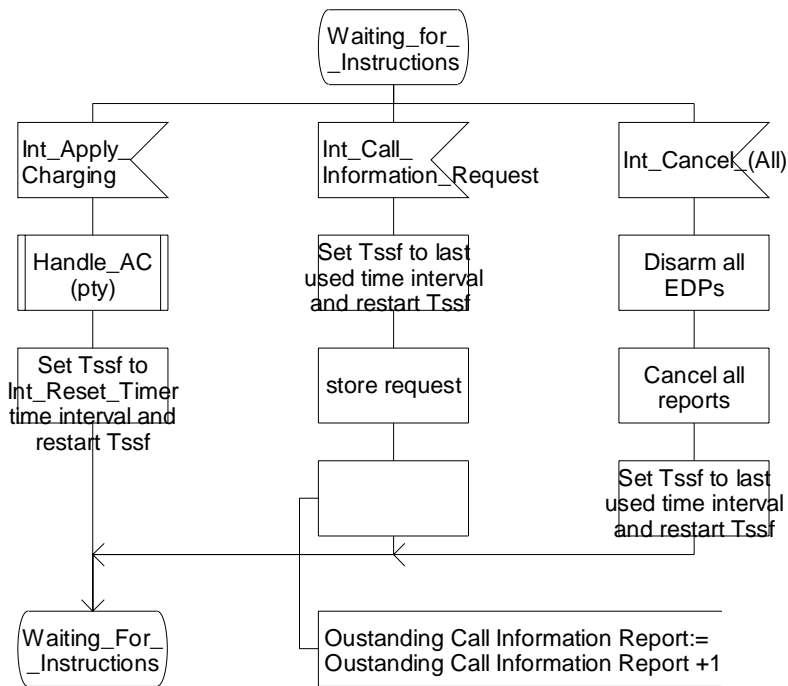 Waiting_for_
_Instructions
Int_Apply_
Charging
Int_Call_
Information_Request
Int_Cancel_(All)
Handle_AC
(pty)
Set Tssf to last
used time interval
and restart Tssf
Disarm all
EDPs
Set Tssf to
Int_Reset_Timer
time interval and
restart Tssf
store request
Cancel all
reports
Set Tssf to last
used time interval
and restart Tssf
Waiting_For_
_Instructions
Oustanding Call Information Report:=
Oustanding Call Information Report +1